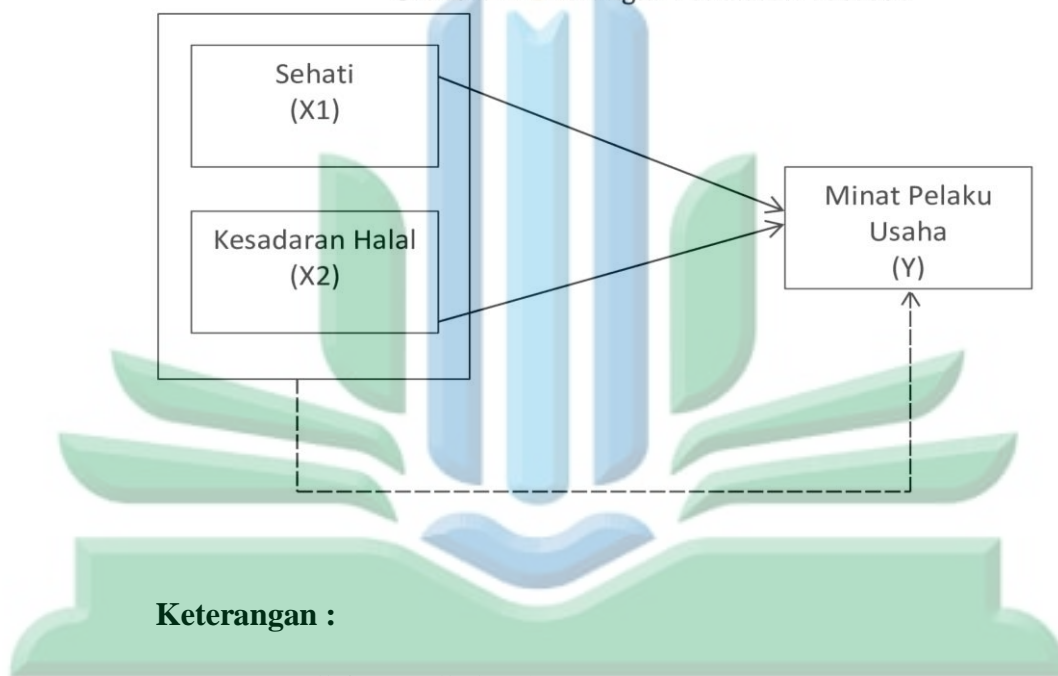 Sehati
(X1)
Kesadaran Halal
(X2)
Minat Pelaku
Usaha
(Y)
Keterangan :